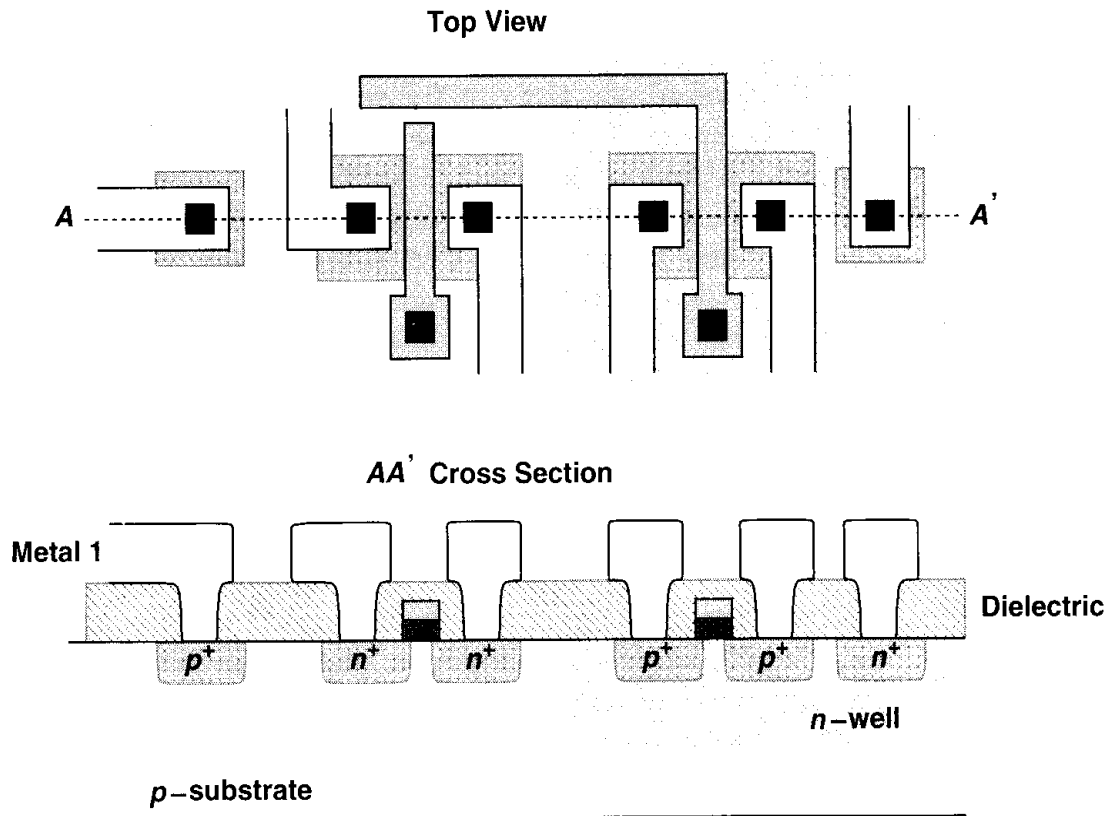 Top View
A A'
AA' Cross Section
Metal 1
Dielectric
p+ n+ n+ p+ p+ n+
n-well
p-substrate